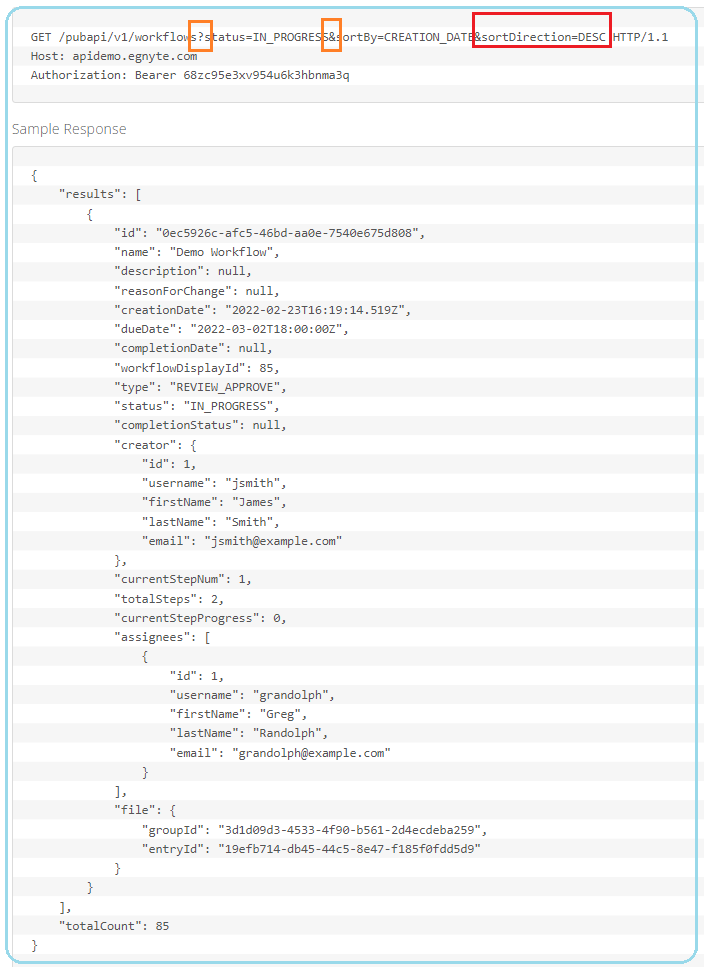 GET /pubapi/v1/workflows?status=IN_PROGRESS&sortBy=CREATION_DATE&sortDirection=DESC HTTP/1.1
Host: apidemo.egnyte.com
Authorization: Bearer 68zc95e3xv954u6k3hbnma3q
Sample Response
{
    "results": [
        {
            "id": "0ec5926c-afc5-46bd-aa0e-7540e675d808",
            "name": "Demo Workflow",
            "description": null,
            "reasonForChange": null,
            "creationDate": "2022-02-23T16:19:14.519Z",
            "dueDate": "2022-03-02T18:00:00Z",
            "completionDate": null,
            "workflowDisplayId": 85,
            "type": "REVIEW_APPROVE",
            "status": "IN_PROGRESS",
            "completionStatus": null,
            "creator": {
                "id": 1,
                "username": "jsmith",
                "firstName": "James",
                "lastName": "Smith",
                "email": "jsmith@example.com"
            },
            "currentStepNum": 1,
            "totalSteps": 2,
            "currentStepProgress": 0,
            "assignees": [
                {
                    "id": 1,
                    "username": "grandolph",
                    "firstName": "Greg",
                    "lastName": "Randolph",
                    "email": "grandolph@example.com"
                }
            ],
            "file": {
                "groupId": "3d1d09d3-4533-4f90-b561-2d4ecdeba259",
                "entryId": "19efb714-db45-44c5-8e47-f185f0fdd5d9"
            }
        }
    ],
    "totalCount": 85
}